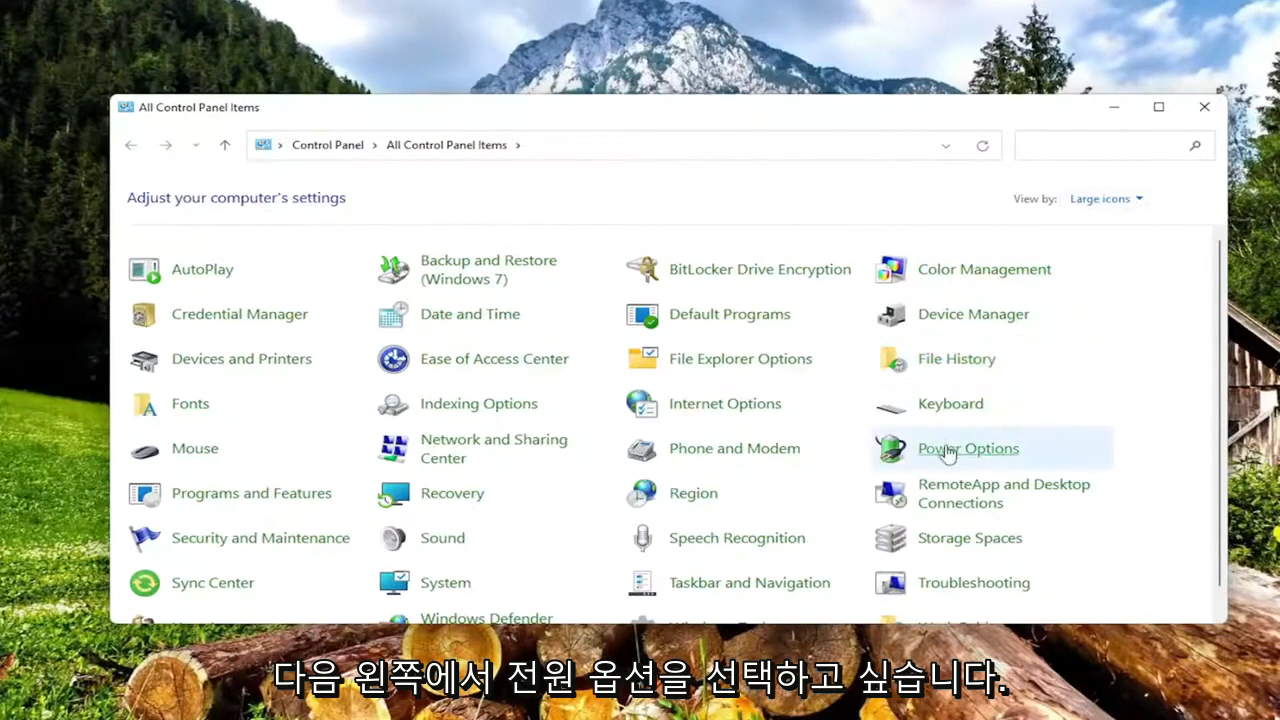 All Control Panel Items
Control Panel
All Control Panel Items
Adjust your computer's settings
View by: Large icons
AutoPlay
Backup and Restore
(Windows 7)
BitLocker Drive Encryption
Color Management
Credential Manager
Date and Time
Default Programs
Device Manager
Devices and Printers
Ease of Access Center
File Explorer Options
File History
Fonts
Indexing Options
Internet Options
Keyboard
Mouse
Network and Sharing
Center
Phone and Modem
Power Options
Programs and Features
Recovery
Region
RemoteApp and Desktop
Connections
Security and Maintenance
Sound
Speech Recognition
Storage Spaces
Sync Center
System
Taskbar and Navigation
Troubleshooting
Windows Defender
다음 왼쪽에서 전원 옵션을 선택하고 싶습니다.